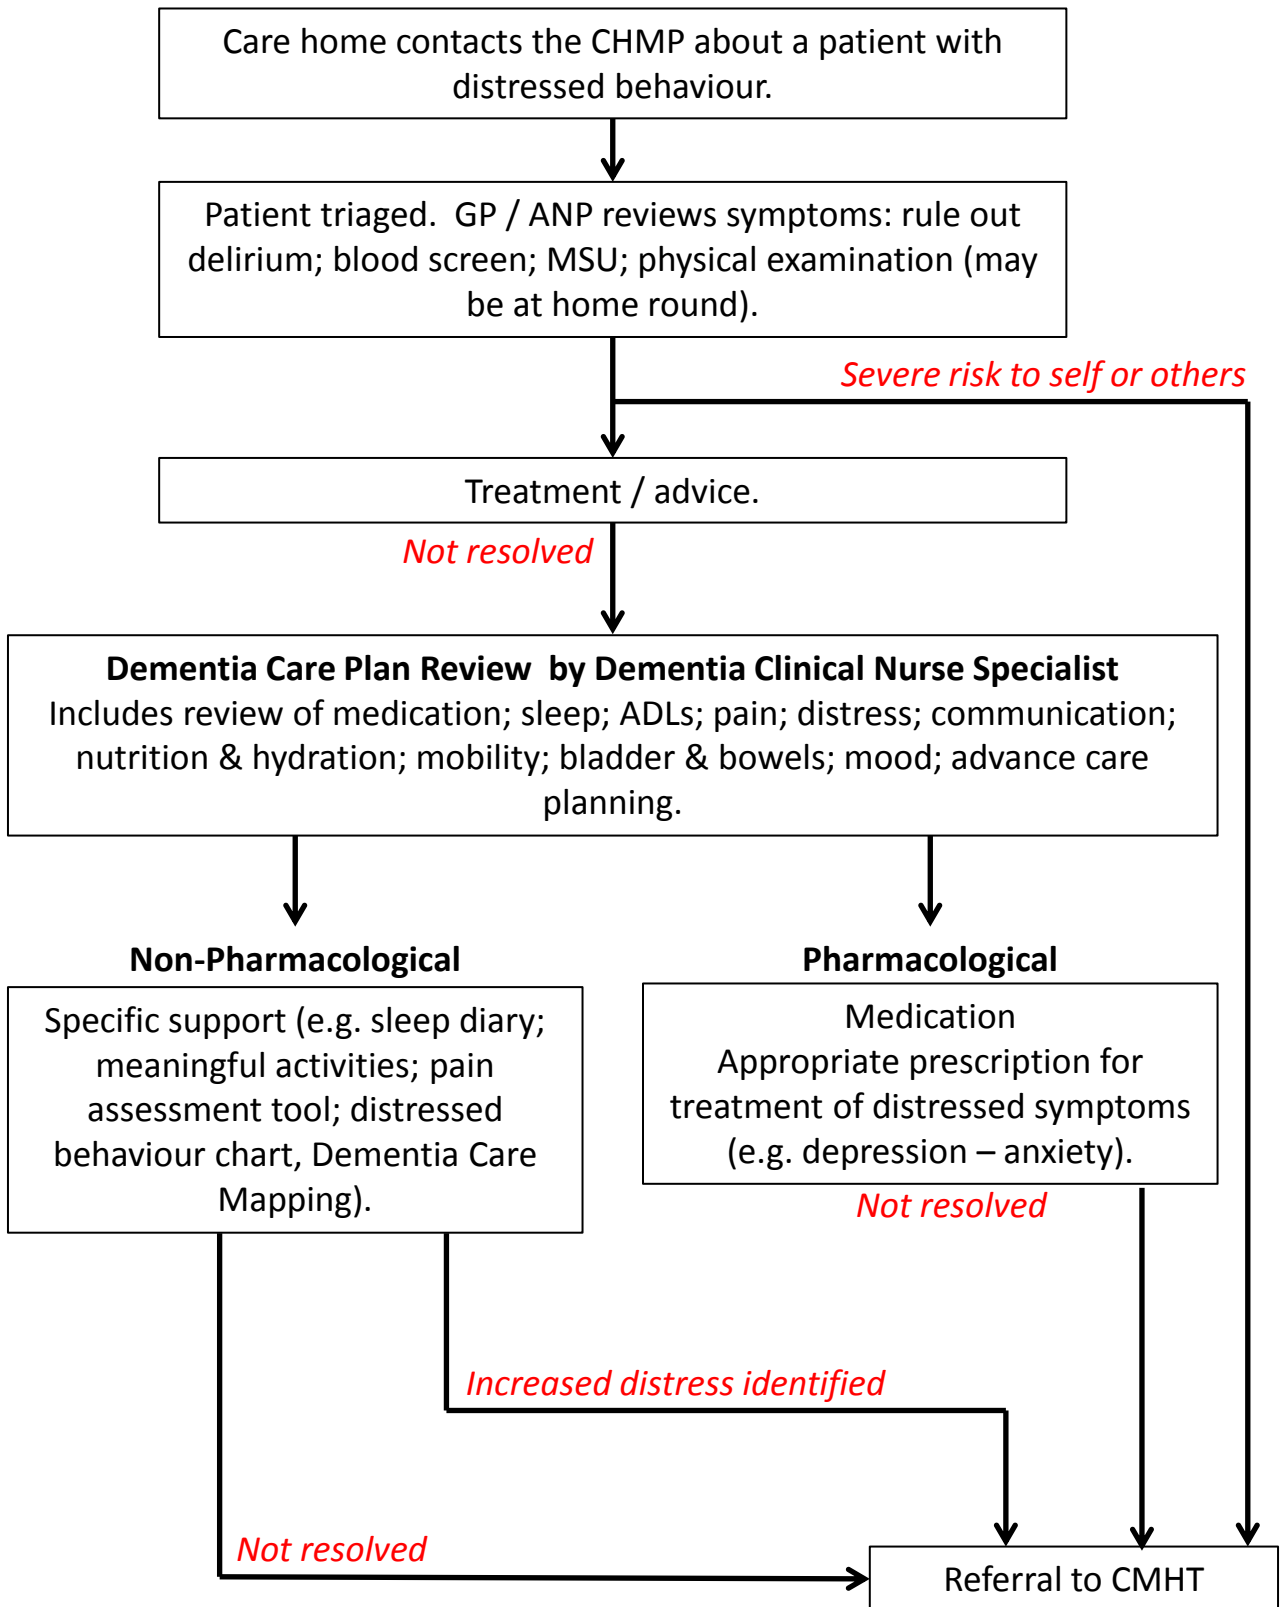 Care home contacts the CHMP about a patient with
distressed behaviour.
Patient triaged.  GP / ANP reviews symptoms: rule out
delirium; blood screen; MSU; physical examination (may
be at home round).
Severe risk to self or others
Treatment / advice.
Not resolved
Dementia Care Plan Review  by Dementia Clinical Nurse Specialist
Includes review of medication; sleep; ADLs; pain; distress; communication;
nutrition & hydration; mobility; bladder & bowels; mood; advance care
planning.
Non-Pharmacological
Specific support (e.g. sleep diary;
meaningful activities; pain
assessment tool; distressed
behaviour chart, Dementia Care
Mapping).
Pharmacological
Medication
Appropriate prescription for
treatment of distressed symptoms
(e.g. depression – anxiety).
Not resolved
Increased distress identified
Not resolved
Referral to CMHT